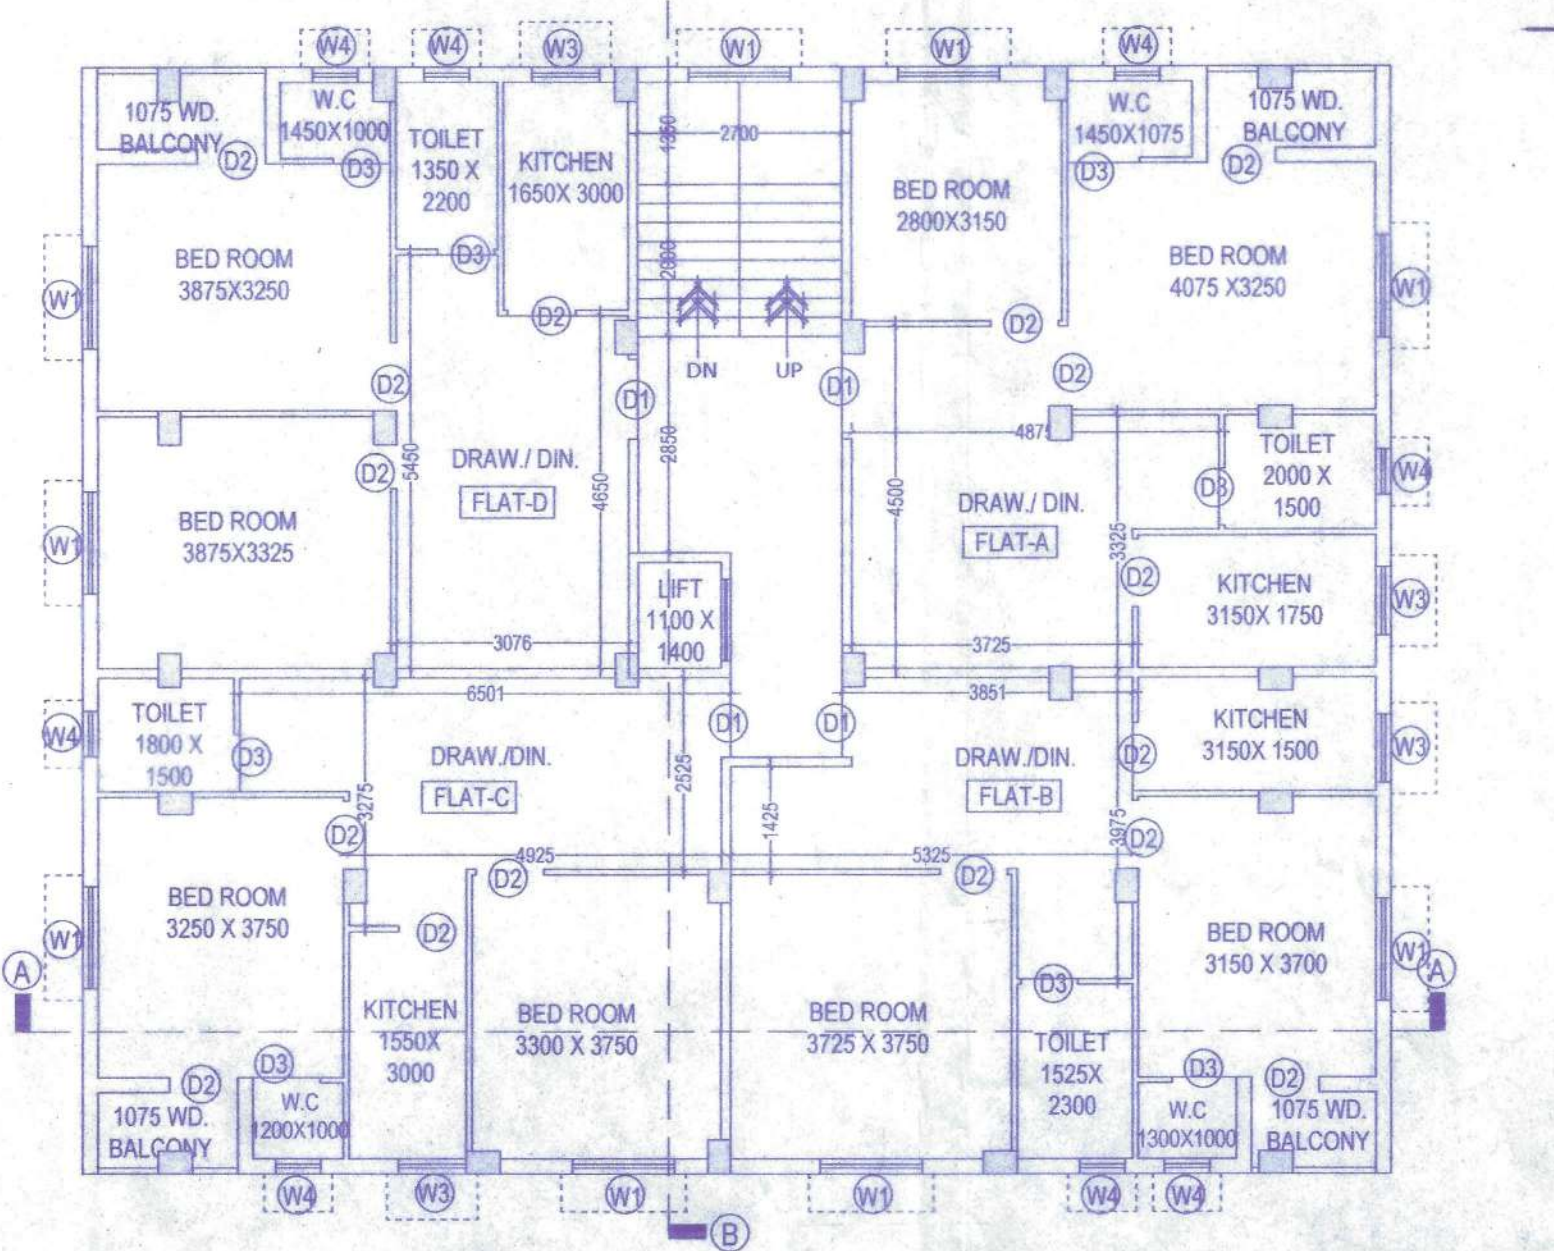 W4
W4
W3
W1
W1
W4
1075 WD.
BALCONY
D2
W.C
1450X1000
D3
TOILET
1350 X
2200
D3
KITCHEN
1650X 3000
D2
1350
2700
2000
DN
UP
BED ROOM
2800X3150
D2
W.C
1450X1075
D3
1075 WD.
BALCONY
D2
W1
BED ROOM
3875X3250
D2
D1
D1
D2
BED ROOM
4075 X3250
W1
W1
BED ROOM
3875X3325
D2
5450
DRAW./ DIN.
FLAT-D
4650
3076
2850
LIFT
1100 X
1400
4875
4500
DRAW./ DIN.
FLAT-A
3325
3725
D3
TOILET
2000 X
1500
W4
D2
KITCHEN
3150X 1750
W3
W4
TOILET
1800 X
1500
D3
6501
DRAW./DIN.
FLAT-C
3275
2525
4925
D1
D1
1425
3851
DRAW./DIN.
FLAT-B
5325
3975
D2
KITCHEN
3150X 1500
W3
D2
D2
D2
D2
W1
BED ROOM
3250 X 3750
D2
KITCHEN
1550X
3000
BED ROOM
3300 X 3750
BED ROOM
3725 X 3750
D3
TOILET
1525X
2300
BED ROOM
3150 X 3700
W1
A
A
D2
D3
1075 WD.
BALCONY
W.C
1200X1000
D3
D2
W.C
1300X1000
1075 WD.
BALCONY
W4
W3
W1
W1
W4
W4
B